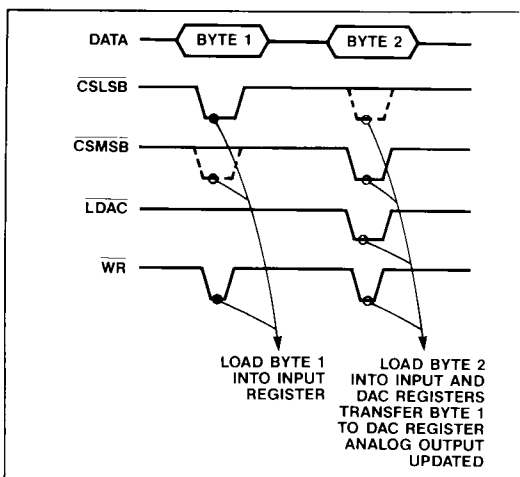 DATA
BYTE 1
BYTE 2
CSLSB
CSMSB
LDAC
WR
LOAD BYTE 1
INTO INPUT
REGISTER
LOAD BYTE 2
INTO INPUT AND
DAC REGISTERS
TRANSFER BYTE 1
TO DAC REGISTER
ANALOG OUTPUT
UPDATED